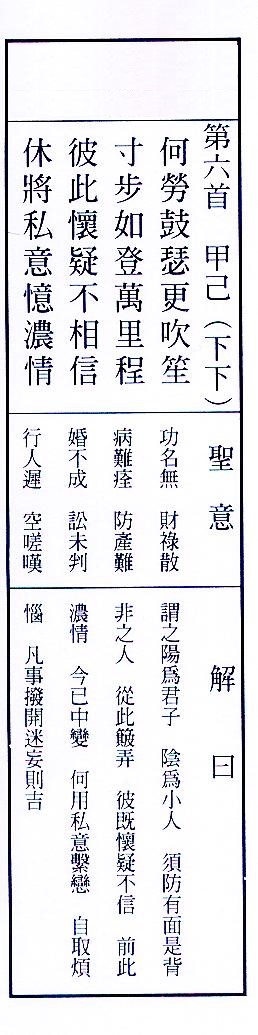 第六首　甲己（下下）
何勞鼓瑟更吹笙
寸步如登萬里程
彼此懷疑不相信
休將私意憶濃情
聖意
功名無　財祿散
病難痊　防產難
婚不成　訟未判
行人遲　空嗟嘆
解曰
謂之陽為君子　陰為小人　須防有面是背
非之人　從此簸弄　彼既懷疑不信　前此
濃情　今已中變　何用私意繫戀　自取煩
惱　凡事撥開迷妄則吉